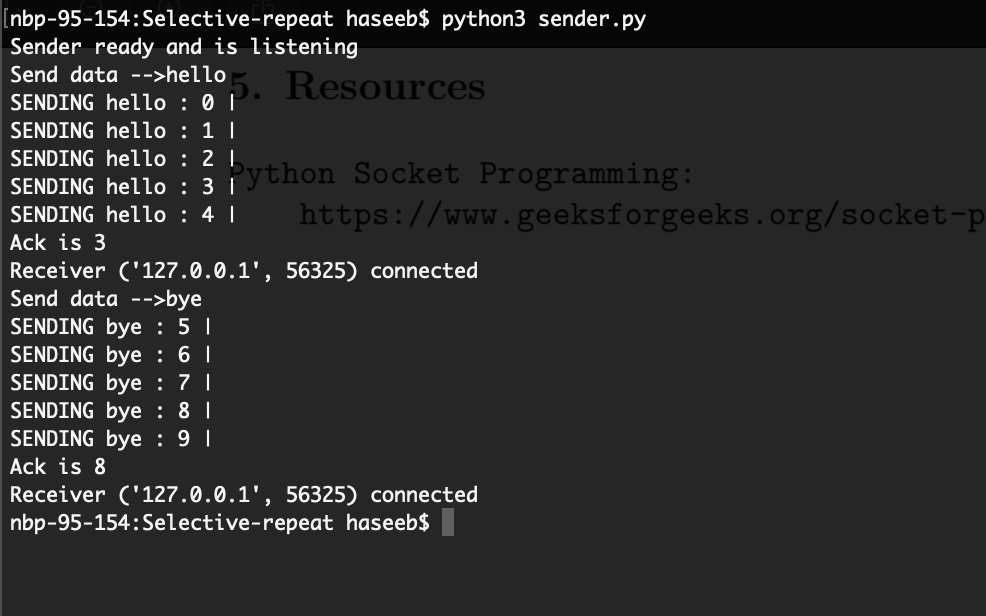 [nbp-95-154:Selective-repeat haseeb$ python3 sender.py
Sender ready and is listening
Send data -->hello
5. Resources
SENDING hello : 0 |
SENDING hello : 1 |
SENDING hello : 2 |
Python Socket Programming:
SENDING hello : 3 |
SENDING hello : 4 |
https://www.geeksforgeeks.org/socket-p
Ack is 3
Receiver ('127.0.0.1', 56325) connected
Send data -->bye
SENDING bye : 5 |
SENDING bye : 6 |
SENDING bye : 7 |
SENDING bye : 8 |
SENDING bye : 9 |
Ack is 8
Receiver ('127.0.0.1', 56325) connected
nbp-95-154:Selective-repeat haseeb$